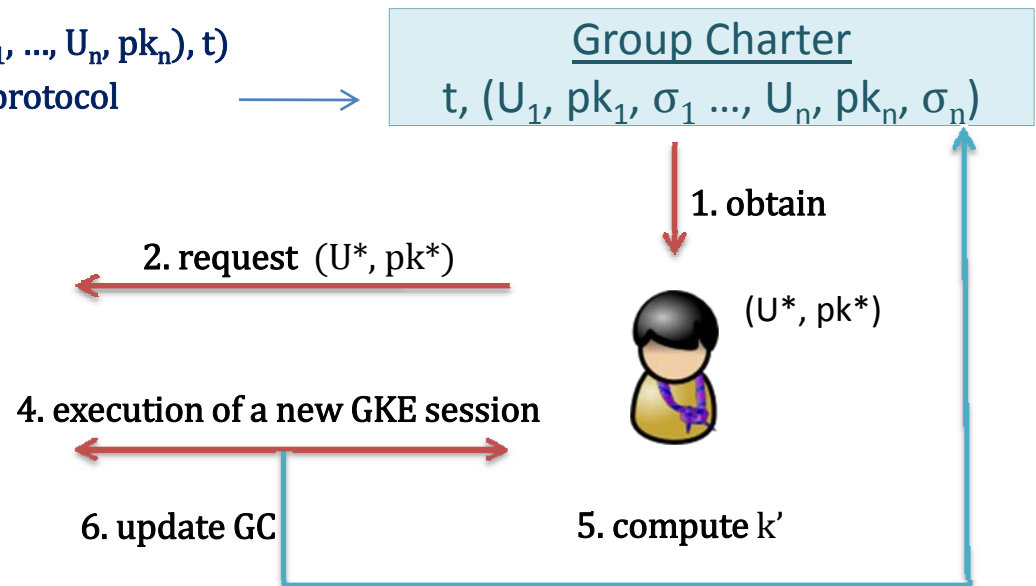 ₁, …, Uₙ, pkₙ), t)
protocol
Group Charter
t, (U₁, pk₁, σ₁ …, Uₙ, pkₙ, σₙ)
1. obtain
2. request (U*, pk*)
(U*, pk*)
4. execution of a new GKE session
6. update GC
5. compute k’